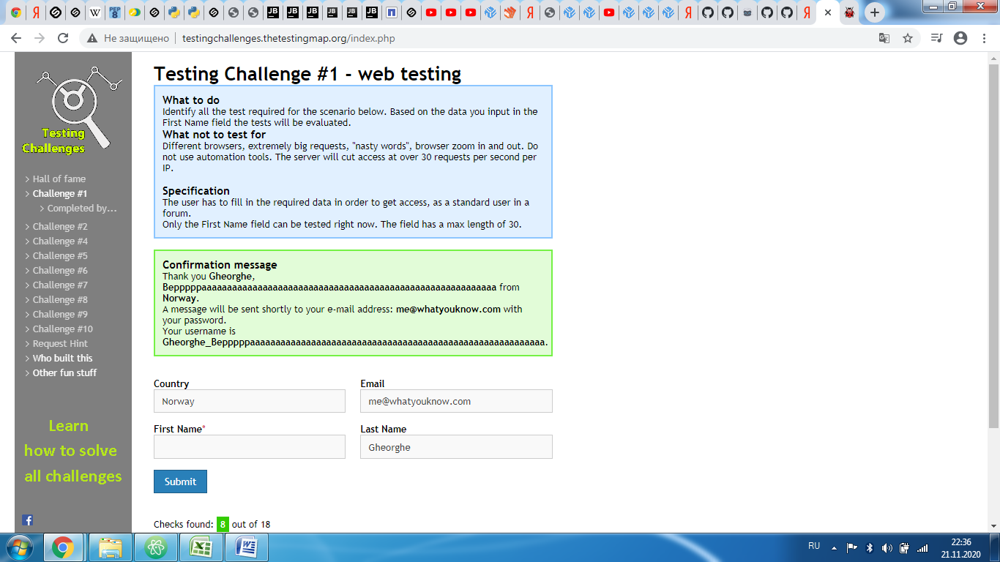 Не защищено
testingchallenges.thetestingmap.org/index.php
Testing
Challenges
Hall of fame
Challenge #1
Completed by...
Challenge #2
Challenge #4
Challenge #5
Challenge #6
Challenge #7
Challenge #8
Challenge #9
Challenge #10
Request Hint
Who built this
Other fun stuff
Learn
how to solve
all challenges
Testing Challenge #1 - web testing
What to do
Identify all the test required for the scenario below. Based on the data you input in the
First Name field the tests will be evaluated.
What not to test for
Different browsers, extremely big requests, "nasty words", browser zoom in and out. Do
not use automation tools. The server will cut access at over 30 requests per second per
IP.
Specification
The user has to fill in the required data in order to get access, as a standard user in a
forum.
Only the First Name field can be tested right now. The field has a max length of 30.
Confirmation message
Thank you Gheorghe,
Bepppppaaaaaaaaaaaaaaaaaaaaaaaaaaaaaaaaaaaaaaaaaaaaaaaaaaaaaaaaaa from
Norway.
A message will be sent shortly to your e-mail address: me@whatyouknow.com with
your password.
Your username is
Gheorghe_Bepppppaaaaaaaaaaaaaaaaaaaaaaaaaaaaaaaaaaaaaaaaaaaaaaaaaaaaaaaaaa.
Country
Email
Norway
me@whatyouknow.com
First Name*
Last Name
Gheorghe
Submit
Checks found: 8 out of 18
RU
22:36
21.11.2020